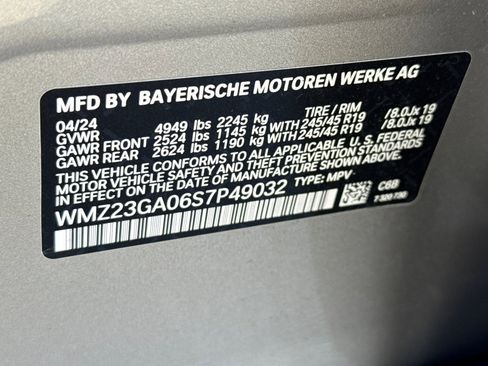 MFD BY BAYERISCHE MOTOREN WERKE AG
04/24 TIRE / RIM
GVWR 4949 lbs 2245 kg
GAWR FRONT 2524 lbs 1145 kg WITH 245/45 R19 /8.0Jx 19
GAWR REAR 2624 lbs 1190 kg WITH 245/45 R19 /8.0Jx 19
THIS VEHICLE CONFORMS TO ALL APPLICABLE U.S. FEDERAL
MOTOR VEHICLE SAFETY AND THEFT PREVENTION STANDARDS
IN EFFECT ON THE DATE OF MANUFACTURE SHOWN ABOVE.
WMZ23GA06S7P49032 TYPE: MPV C6B
7 320 730